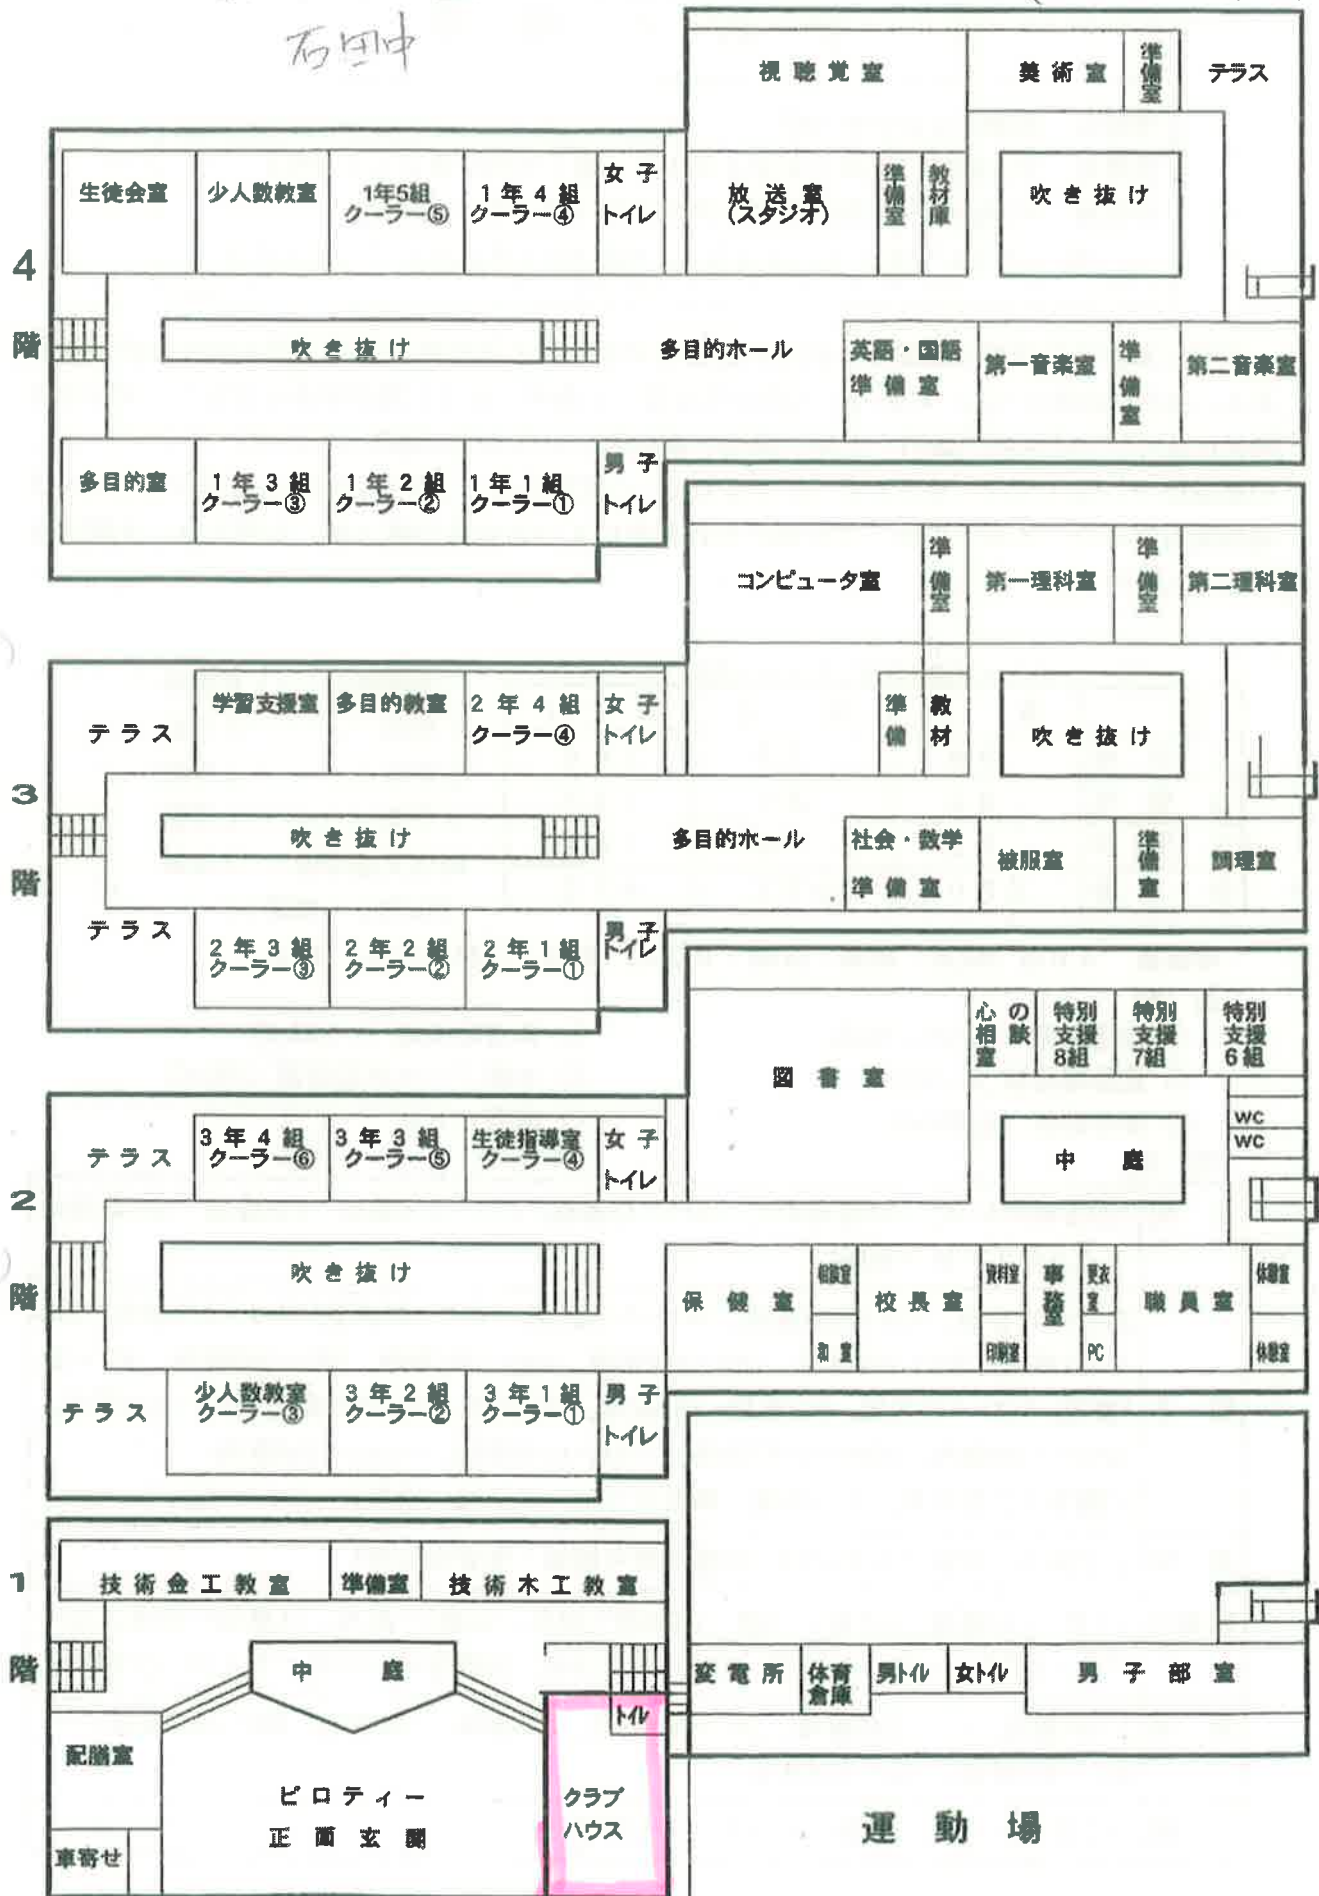 石田中
視聴覚室
美術室
準備室
テラス
生徒会室
少人数教室
1年5組
クーラー⑤
1年4組
クーラー④
女子
トイレ
放送室
(スタジオ)
準備室
教材庫
吹き抜け
4
階
吹き抜け
多目的ホール
英語・国語
準備室
第一音楽室
準備室
第二音楽室
多目的室
1年3組
クーラー③
1年2組
クーラー②
1年1組
クーラー①
男子
トイレ
コンピュータ室
準備室
第一理科室
準備室
第二理科室
テラス
学習支援室
多目的教室
2年4組
クーラー④
女子
トイレ
準備
教材
吹き抜け
3
階
吹き抜け
多目的ホール
社会・数学
準備室
被服室
準備室
調理室
テラス
2年3組
クーラー③
2年2組
クーラー②
2年1組
クーラー①
男子
トイレ
図書室
心の
相談
室
特別
支援
8組
特別
支援
7組
特別
支援
6組
テラス
3年4組
クーラー⑥
3年3組
クーラー⑤
生徒指導室
クーラー④
女子
トイレ
中庭
WC
WC
2
階
吹き抜け
保健室
相談室
和室
校長室
資料室
印刷室
事務室
更衣室
PC
職員室
休憩室
休憩室
テラス
少人数教室
クーラー③
3年2組
クーラー②
3年1組
クーラー①
男子
トイレ
1
階
技術金工教室
準備室
技術木工教室
中庭
変電所
体育
倉庫
男トイレ
女トイレ
男子部室
トイレ
配膳室
ピロティー
正面玄関
クラブ
ハウス
車寄せ
運動場